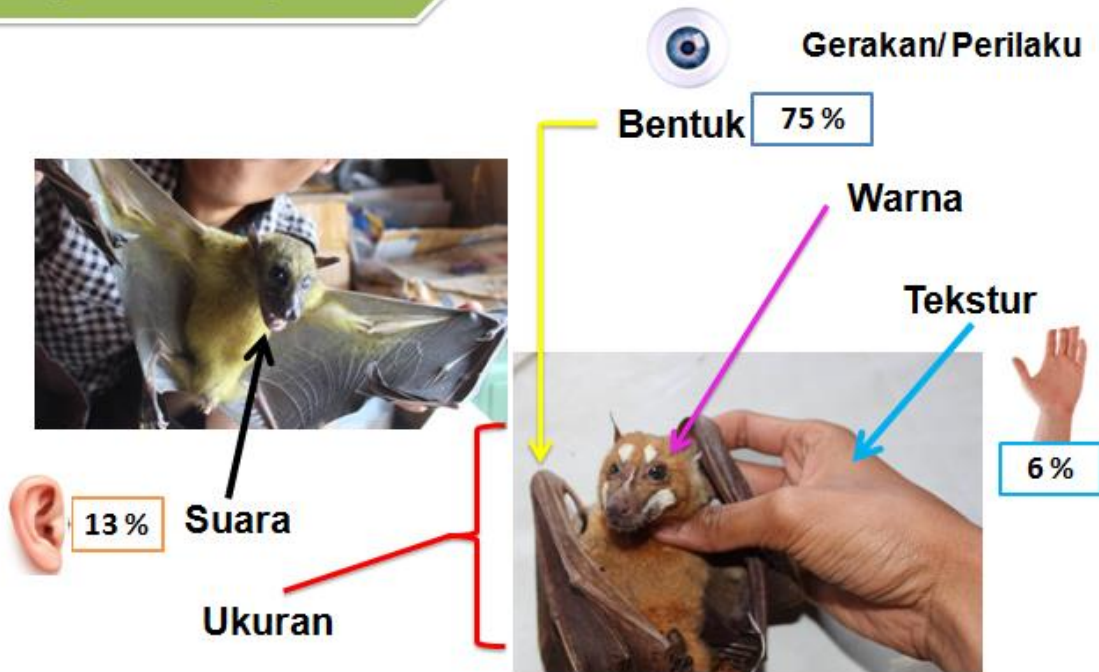 Gerakan/ Perilaku
Bentuk
75 %
Warna
Tekstur
6 %
13 %
Suara
Ukuran